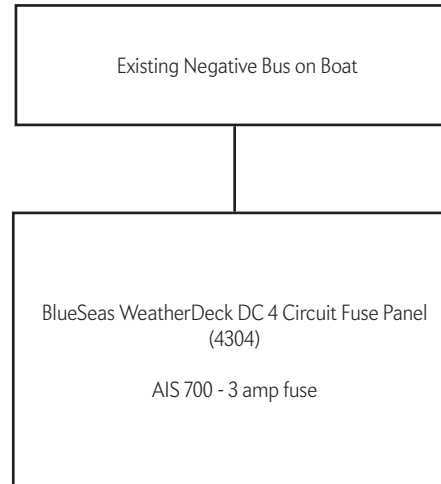 Existing Negative Bus on Boat
BlueSeas WeatherDeck DC 4 Circuit Fuse Panel
(4304)
AIS 700 - 3 amp fuse